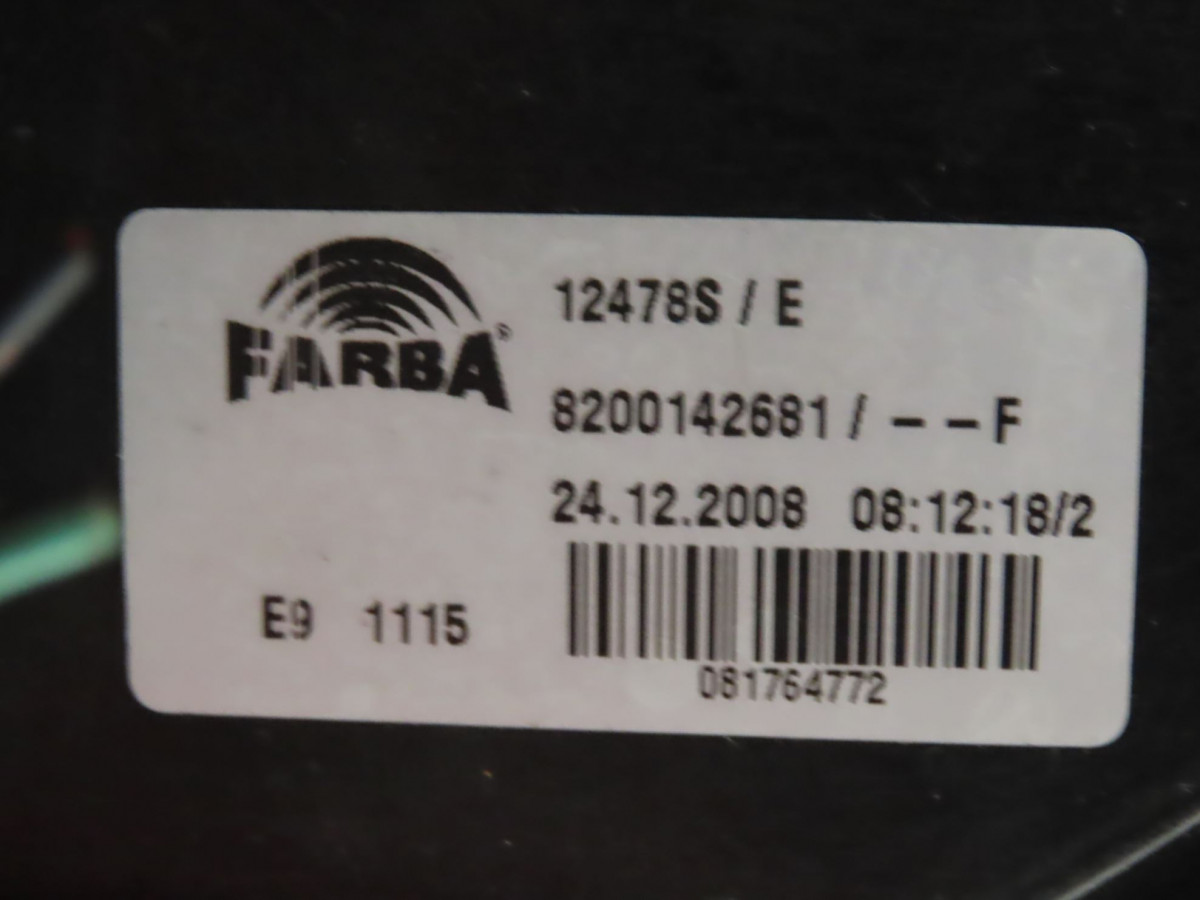 FARBA®
12478S / E
8200142681 / – – F
24.12.2008 08:12:18/2
E9 1115
081764772